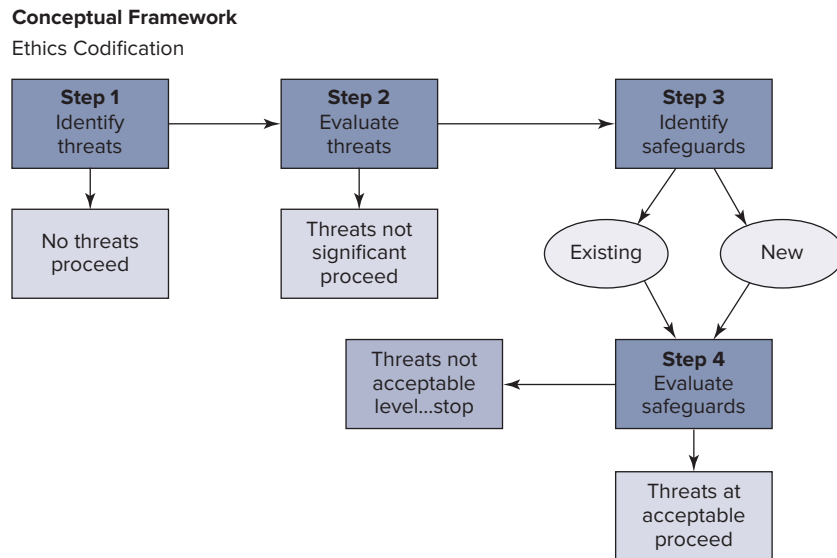 Conceptual Framework
Ethics Codification
Step 1
Identify
threats
Step 2
Evaluate
threats
Step 3
Identify
safeguards
No threats
proceed
Threats not
significant
proceed
Existing
New
Threats not
acceptable
level...stop
Step 4
Evaluate
safeguards
Threats at
acceptable
proceed